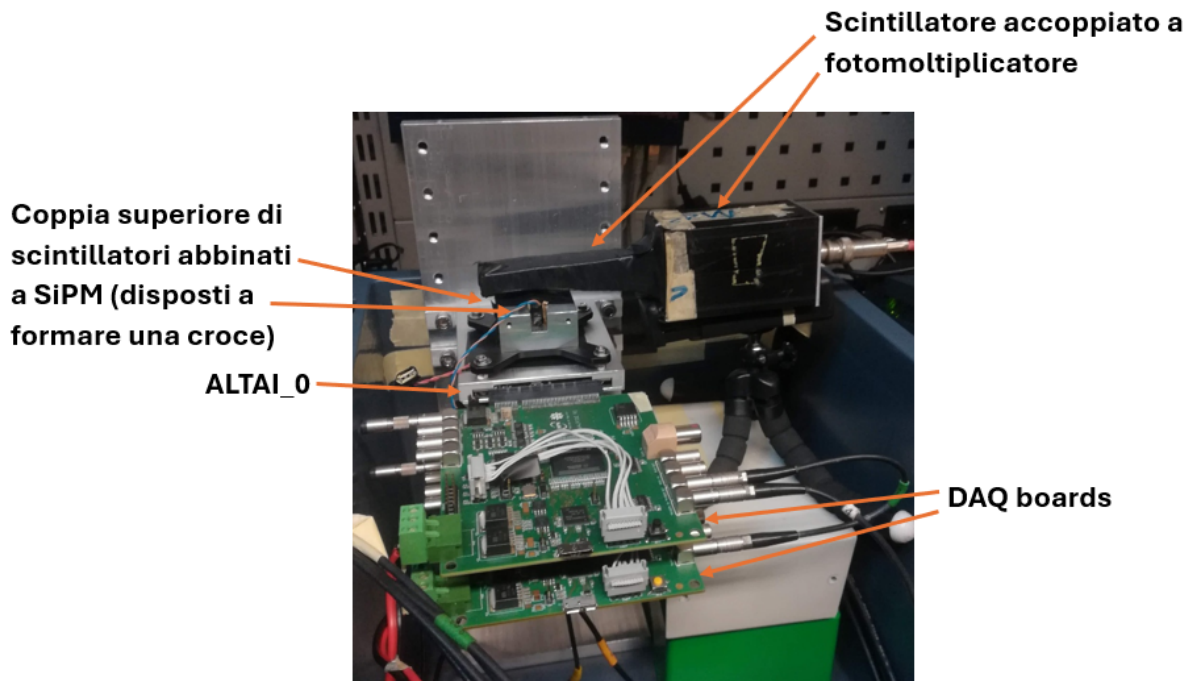 Scintillatore accoppiato a
fotomoltiplicatore
Coppia superiore di
scintillatori abbinati
a SiPM (disposti a
formare una croce)
ALTAI_0
DAQ boards